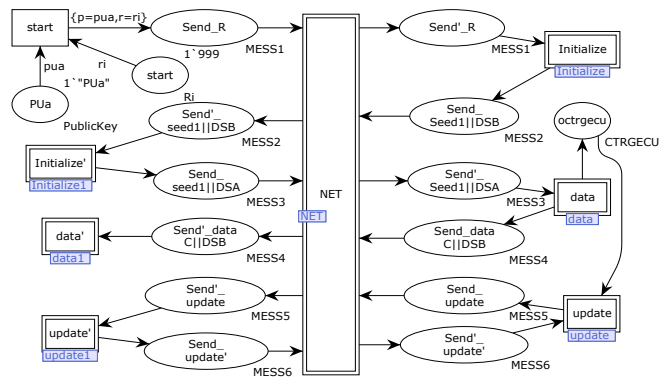 start
{p=pua,r=ri}
Send_R
MESS1
1`999
pua
ri
1`"PUa"
start
PUa
Ri
PublicKey
Send'_
seed1||DSB
MESS2
Initialize'
Initialize1
Send_
seed1||DSA
MESS3
data'
data1
Send'_data
C||DSB
MESS4
Send'_
update
MESS5
update'
update1
Send_
update'
MESS6
NET
NET
Send'_R
MESS1
Initialize
Initialize
Send_
Seed1||DSB
MESS2
octrgecu
CTRGECU
Send'_
Seed1||DSA
MESS3
data
data
Send_data
C||DSB
MESS4
Send_
update
MESS5
update
update
Send'_
update'
MESS6